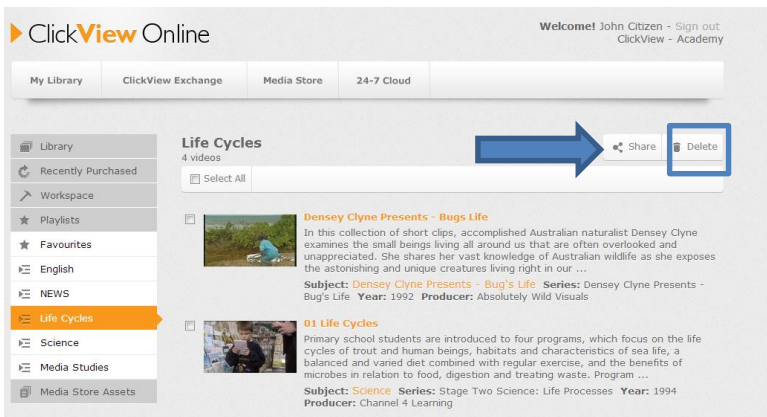 ClickView Online
Welcome! John Citizen - Sign out
ClickView - Academy
My Library
ClickView Exchange
Media Store
24-7 Cloud
Library
Recently Purchased
Workspace
Playlists
Favourites
English
NEWS
Life Cycles
Science
Media Studies
Media Store Assets
Life Cycles
4 videos
Share
Delete
Select All
Densey Clyne Presents - Bugs Life
In this collection of short clips, accomplished Australian naturalist Densey Clyne
examines the small beings living all around us that are often overlooked and
unappreciated. She shares her vast knowledge of Australian wildlife as she exposes
the astonishing and unique creatures living right in our ...
Subject: Densey Clyne Presents - Bug's Life Series: Densey Clyne Presents -
Bug's Life Year: 1992 Producer: Absolutely Wild Visuals
01 Life Cycles
Primary school students are introduced to four programs, which focus on the life
cycles of trout and human beings, habitats and characteristics of sea life, a
balanced and varied diet combined with regular exercise, and the benefits of
microbes in relation to food, digestion and treating waste. Program ...
Subject: Science Series: Stage Two Science: Life Processes Year: 1994
Producer: Channel 4 Learning